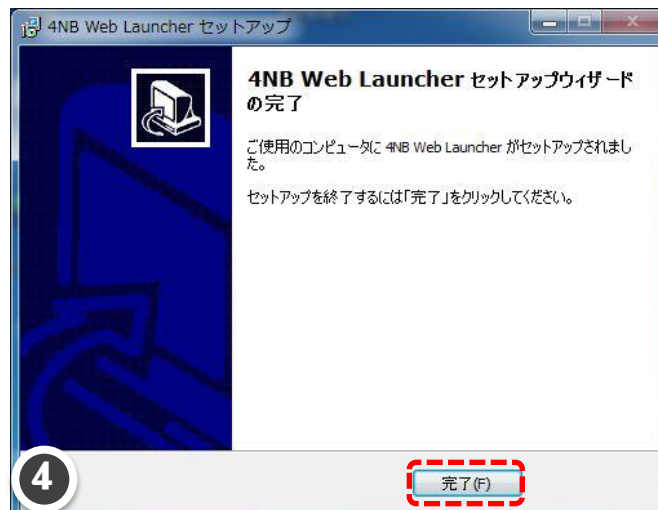 4NB Web Launcher セットアップ
4NB Web Launcher セットアップウィザード
の完了
ご使用のコンピュータに 4NB Web Launcher がセットアップされまし
た。
セットアップを終了するには「完了」をクリックしてください。
4
完了(F)